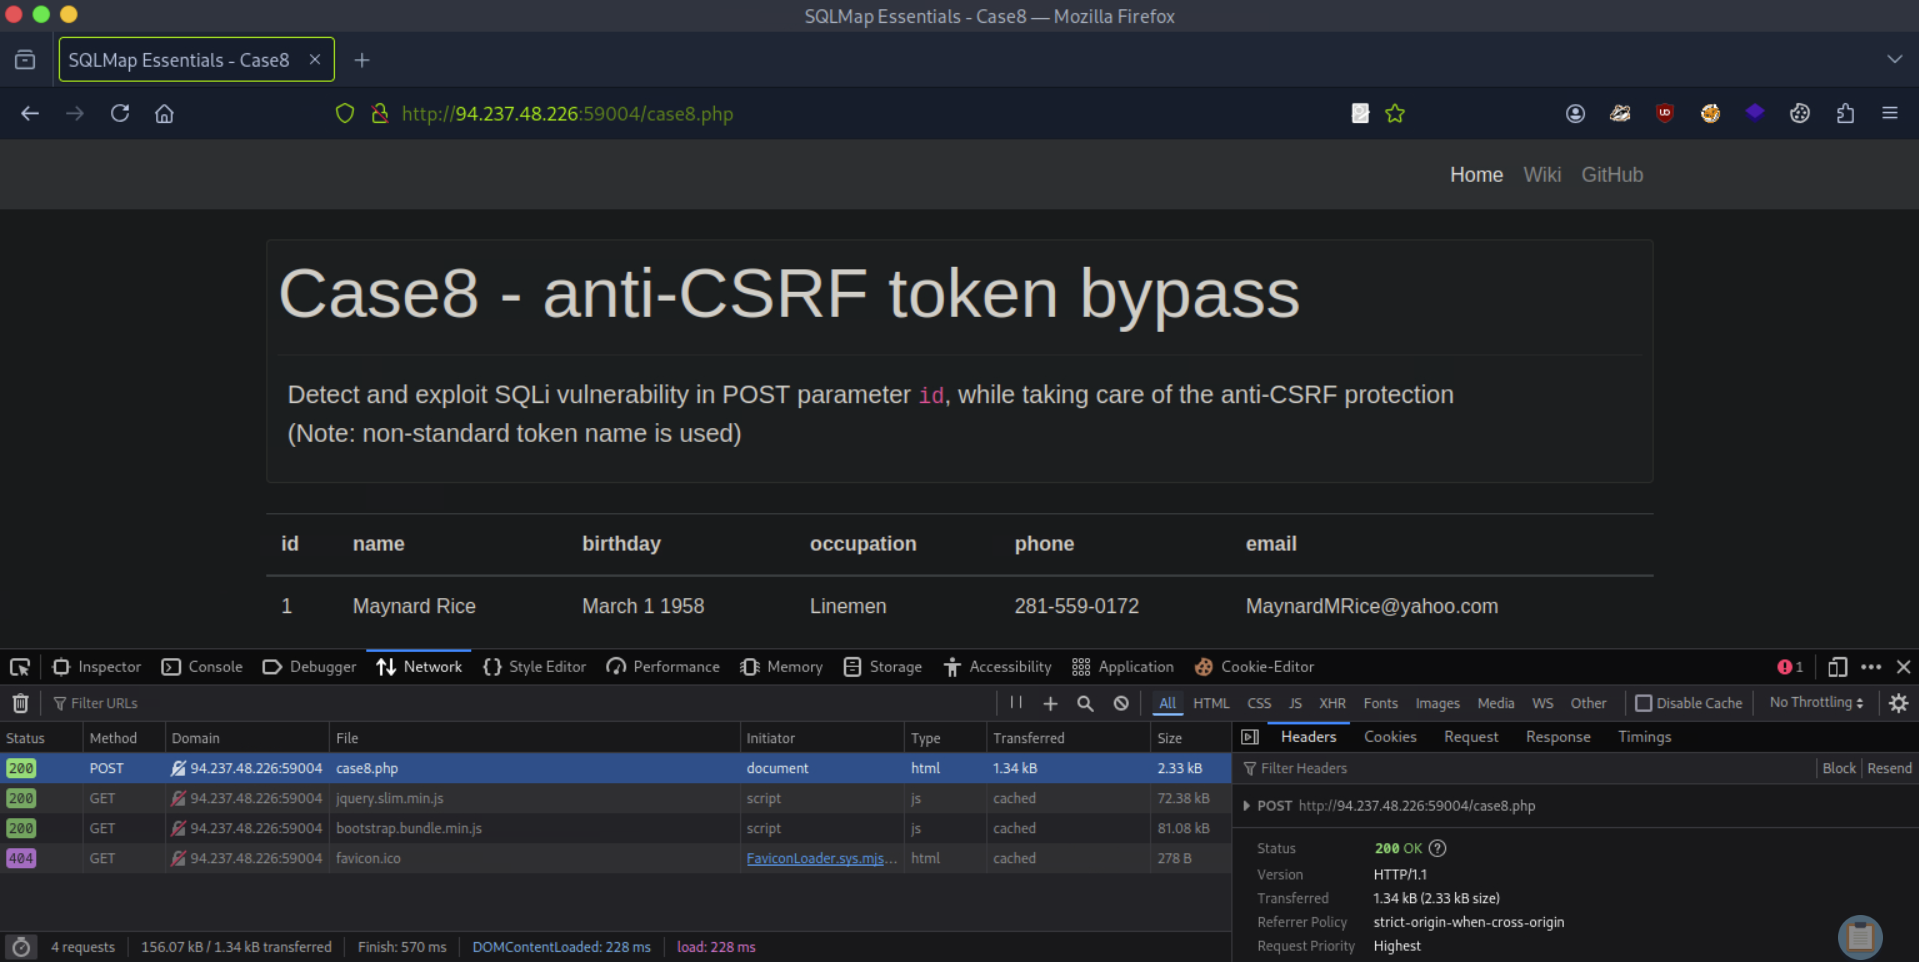 SQLMap Essentials - Case8 — Mozilla Firefox
SQLMap Essentials - Case8
http://94.237.48.226:59004/case8.php
Home Wiki GitHub
Case8 - anti-CSRF token bypass
Detect and exploit SQLi vulnerability in POST parameter id, while taking care of the anti-CSRF protection
(Note: non-standard token name is used)
id name birthday occupation phone email
1 Maynard Rice March 1 1958 Linemen 281-559-0172 MaynardMRice@yahoo.com
Inspector Console Debugger Network Style Editor Performance Memory Storage Accessibility Application Cookie-Editor 1
Filter URLs All HTML CSS JS XHR Fonts Images Media WS Other Disable Cache No Throttling
Status Method Domain File Initiator Type Transferred Size
200 POST 94.237.48.226:59004 case8.php document html 1.34 kB 2.33 kB
200 GET 94.237.48.226:59004 jquery.slim.min.js script js cached 72.38 kB
200 GET 94.237.48.226:59004 bootstrap.bundle.min.js script js cached 81.08 kB
404 GET 94.237.48.226:59004 favicon.ico FaviconLoader.sys.mjs... html cached 278 B
4 requests 156.07 kB / 1.34 kB transferred Finish: 570 ms DOMContentLoaded: 228 ms load: 228 ms
Headers Cookies Request Response Timings
Filter Headers Block Resend
POST http://94.237.48.226:59004/case8.php
Status 200 OK
Version HTTP/1.1
Transferred 1.34 kB (2.33 kB size)
Referrer Policy strict-origin-when-cross-origin
Request Priority Highest